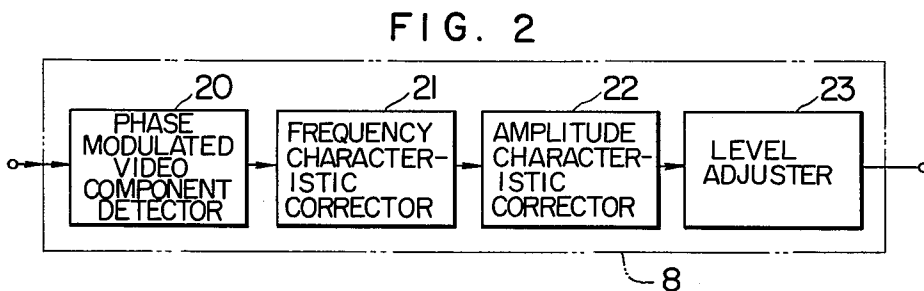 FIG. 2
20
21
22
23
PHASE
MODULATED
VIDEO
COMPONENT
DETECTOR
FREQUENCY
CHARACTER-
ISTIC
CORRECTOR
AMPLITUDE
CHARACTER-
ISTIC
CORRECTOR
LEVEL
ADJUSTER
8